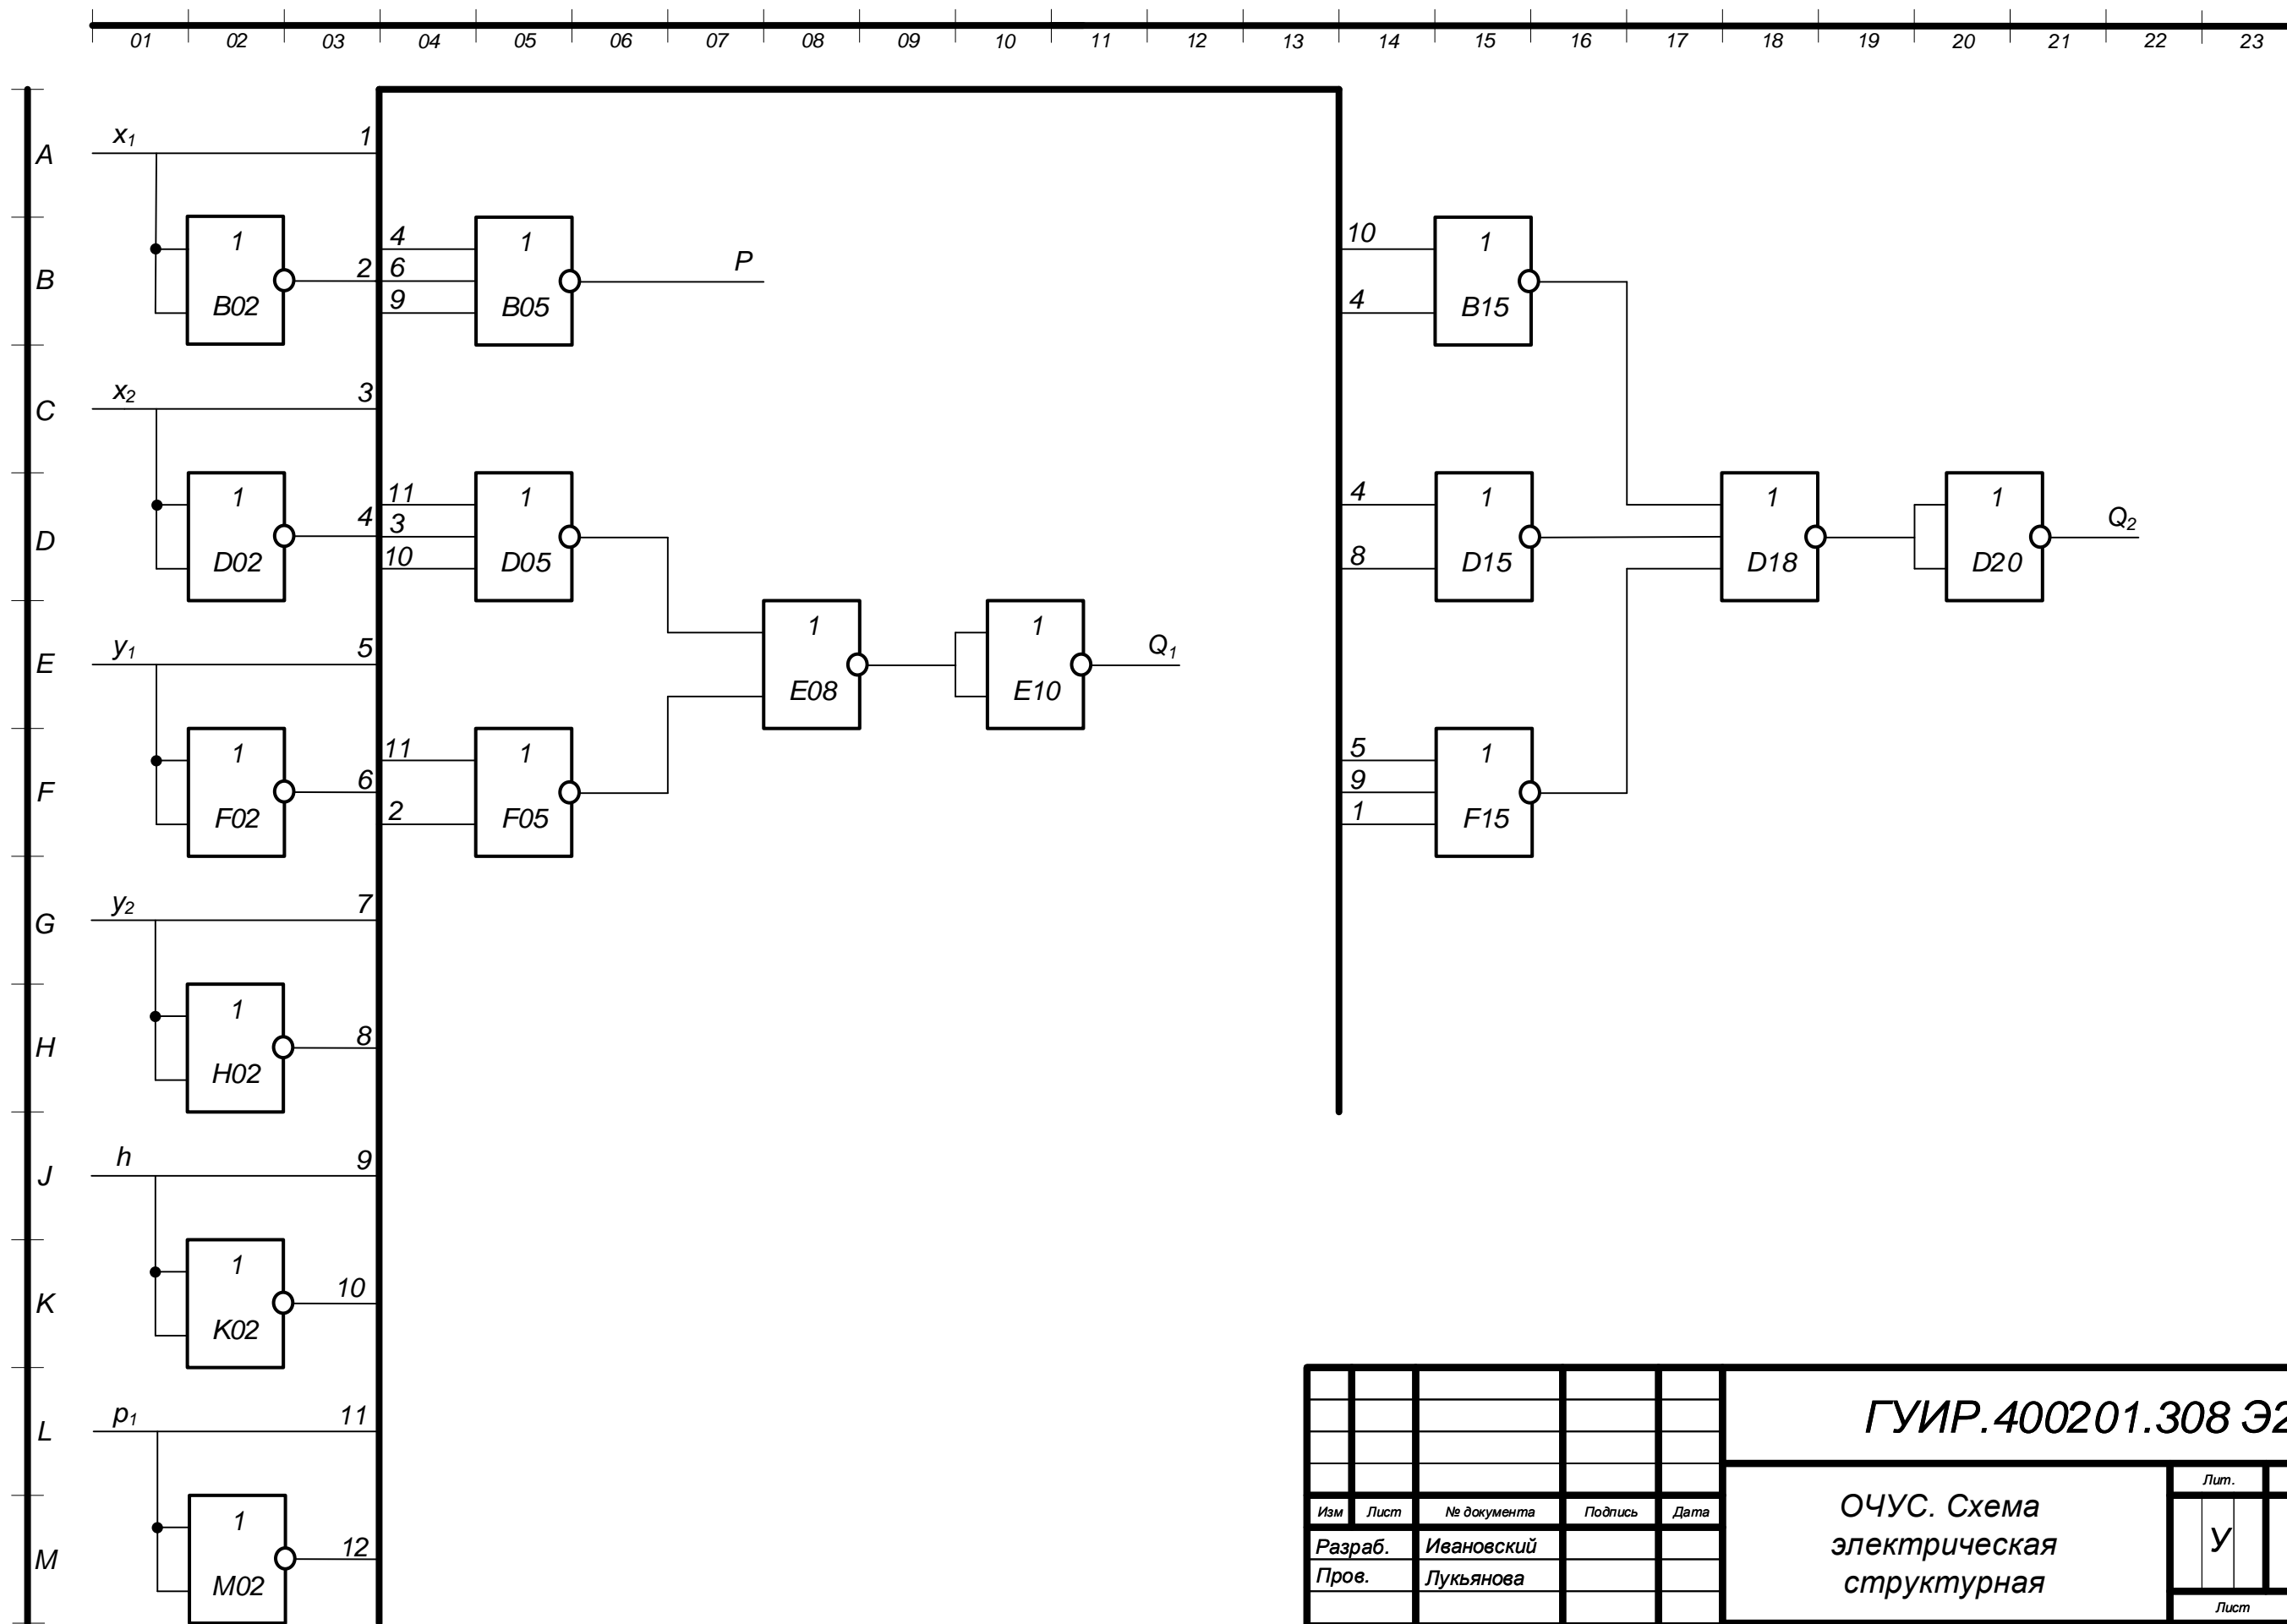 01 02 03 04 05 06 07 08 09 10 11 12 13 14 15 16 17 18 19 20 21 22 23
A x₁ 1
B 1 B02 2
4 6 9 1 B05 P
10 4 1 B15
C x₂ 3
D 1 D02 4
11 3 10 1 D05
4 8 1 D15
1 D18
1 D20 Q₂
E y₁ 5
1 E08
1 E10 Q₁
F 1 F02 6
11 2 1 F05
5 9 1 1 F15
G y₂ 7
H 1 H02 8
J h 9
K 1 K02 10
L p₁ 11
M 1 M02 12
ГУИР.400201.308 Э2
Изм Лист № документа Подпись Дата
Разраб. Ивановский
Пров. Лукьянова
ОЧУС. Схема
электрическая
структурная
Лит.
У
Лист